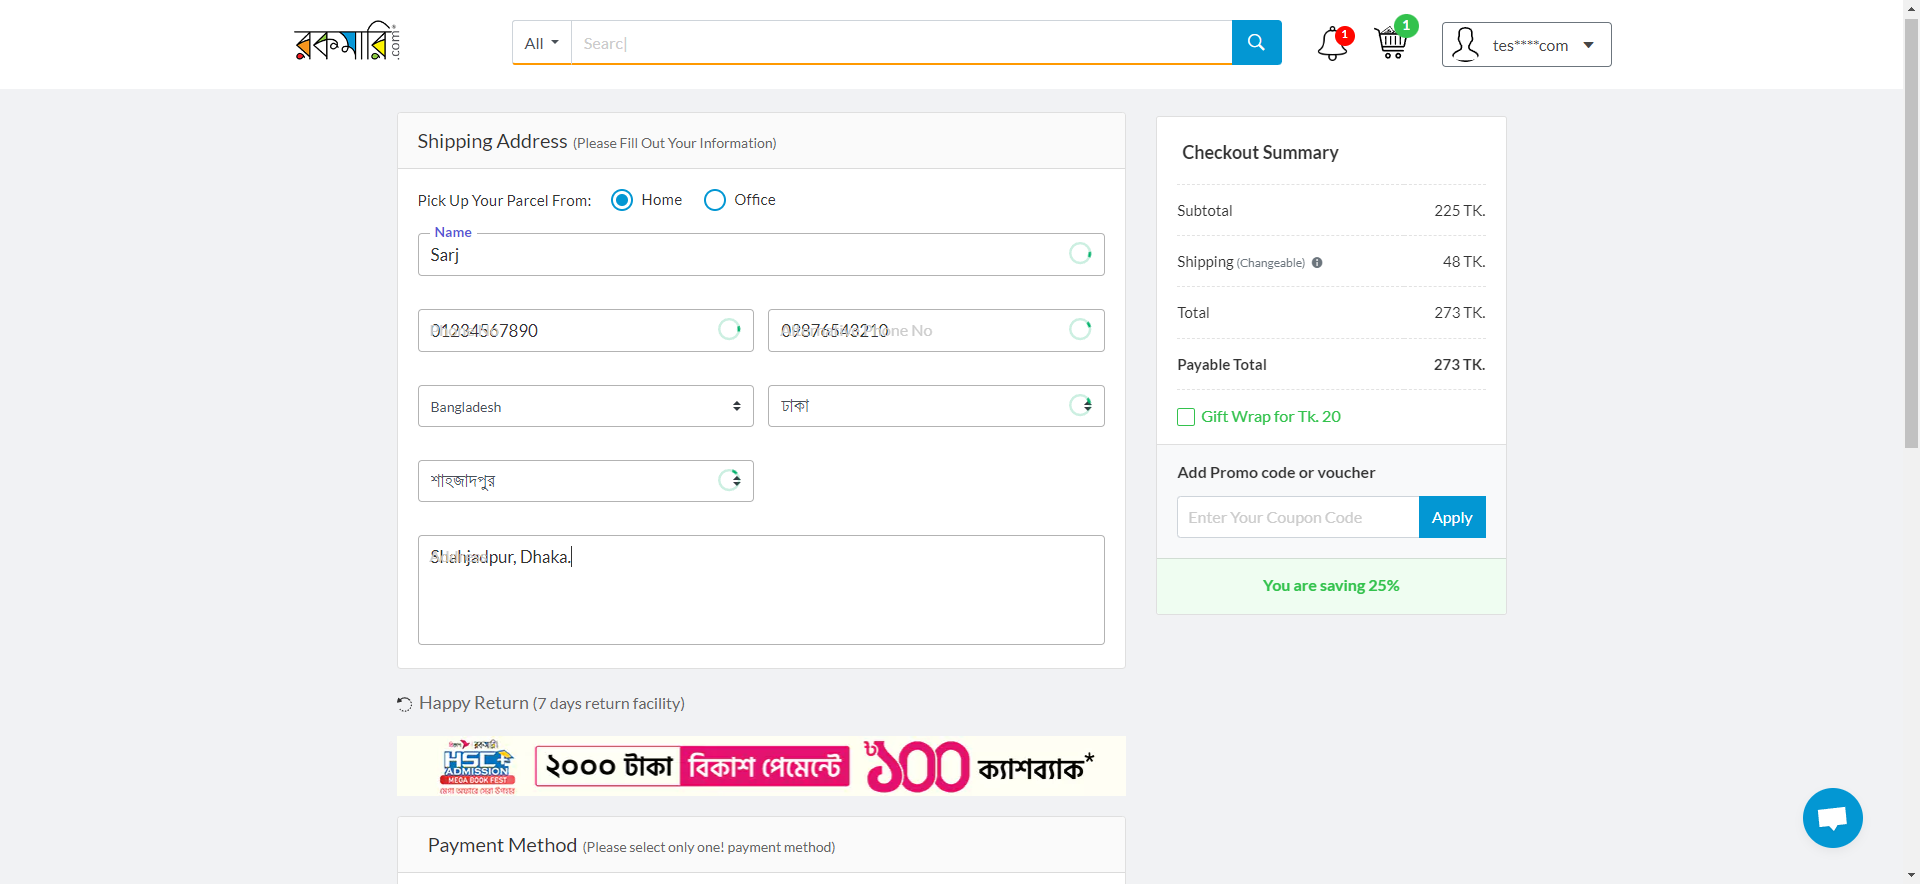 রকমারি.com
All
Searc
1
1
tes****com
Shipping Address (Please Fill Out Your Information)
Pick Up Your Parcel From:
Home
Office
Name
Sarj
01234567890
09876543210
Alternative Phone No
Bangladesh
ঢাকা
শাহজাদপুর
Shahjadpur, Dhaka.
Happy Return (7 days return facility)
HSC+
ADMISSION
MEGA BOOK FEST
২০০০ টাকা বিকাশ পেমেন্টে ৳১০০ ক্যাশব্যাক*
Payment Method (Please select only one! payment method)
Checkout Summary
Subtotal 225 TK.
Shipping (Changeable) 48 TK.
Total 273 TK.
Payable Total 273 TK.
Gift Wrap for Tk. 20
Add Promo code or voucher
Enter Your Coupon Code
Apply
You are saving 25%